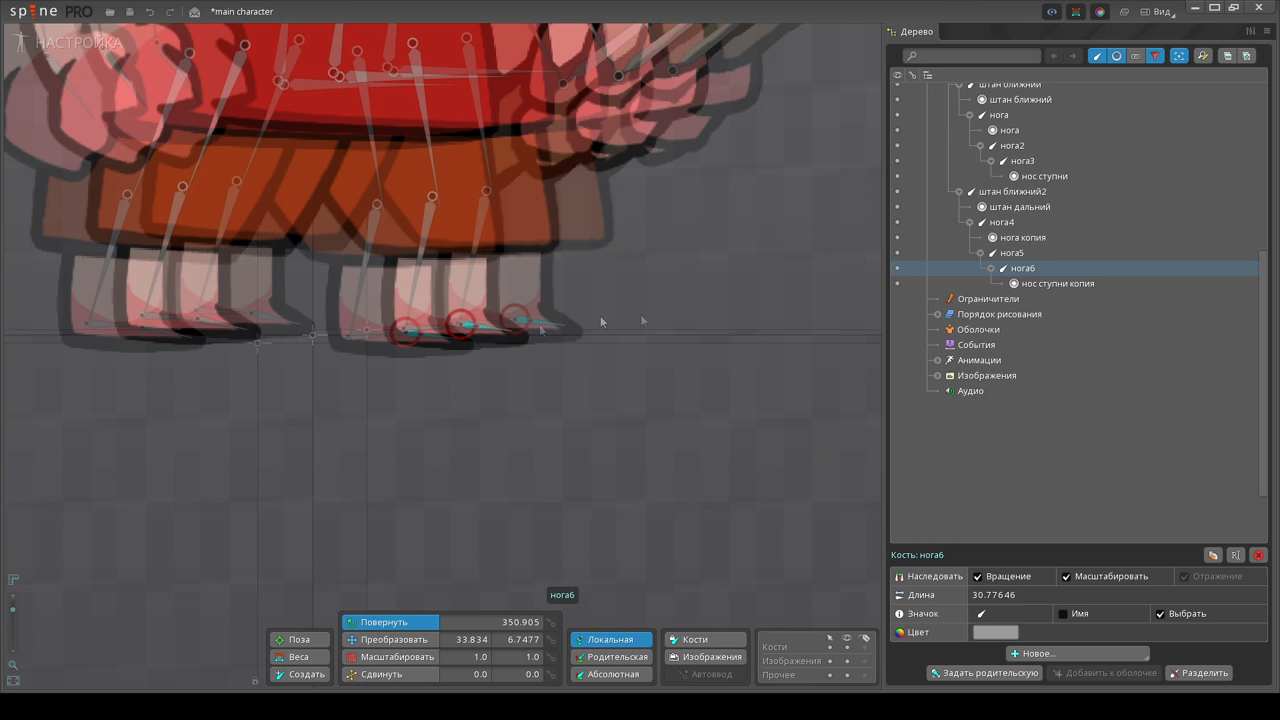 spine PRO *main character Вид
НАСТРОЙКА
Дерево
штан ближний
штан ближний
нога
нога
нога2
нога3
нос ступни
штан ближний2
штан дальний
нога4
нога копия
нога5
нога6
нос ступни копия
Ограничители
Порядок рисования
Оболочки
События
Анимации
Изображения
Аудио
Кость: нога6
Наследовать Вращение Масштабировать Отражение
Длина 30.77646
Значок Имя Выбрать
Цвет
Новое...
Задать родительскую Добавить к оболочке Разделить
нога6
Поза
Веса
Создать
Повернуть 350.905
Преобразовать 33.834 6.7477
Масштабировать 1.0 1.0
Сдвинуть 0.0 0.0
Локальная
Родительская
Абсолютная
Кости
Изображения
Автоввод
Кости
Изображения
Прочее